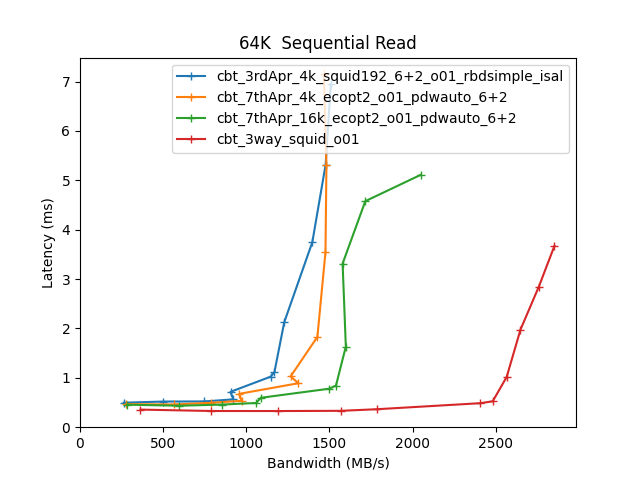 64K  Sequential Read
cbt_3rdApr_4k_squid192_6+2_o01_rbdsimple_isal
cbt_7thApr_4k_ecopt2_o01_pdwauto_6+2
cbt_7thApr_16k_ecopt2_o01_pdwauto_6+2
cbt_3way_squid_o01
7
6
5
4
3
2
1
0
Latency (ms)
0 500 1000 1500 2000 2500
Bandwidth (MB/s)